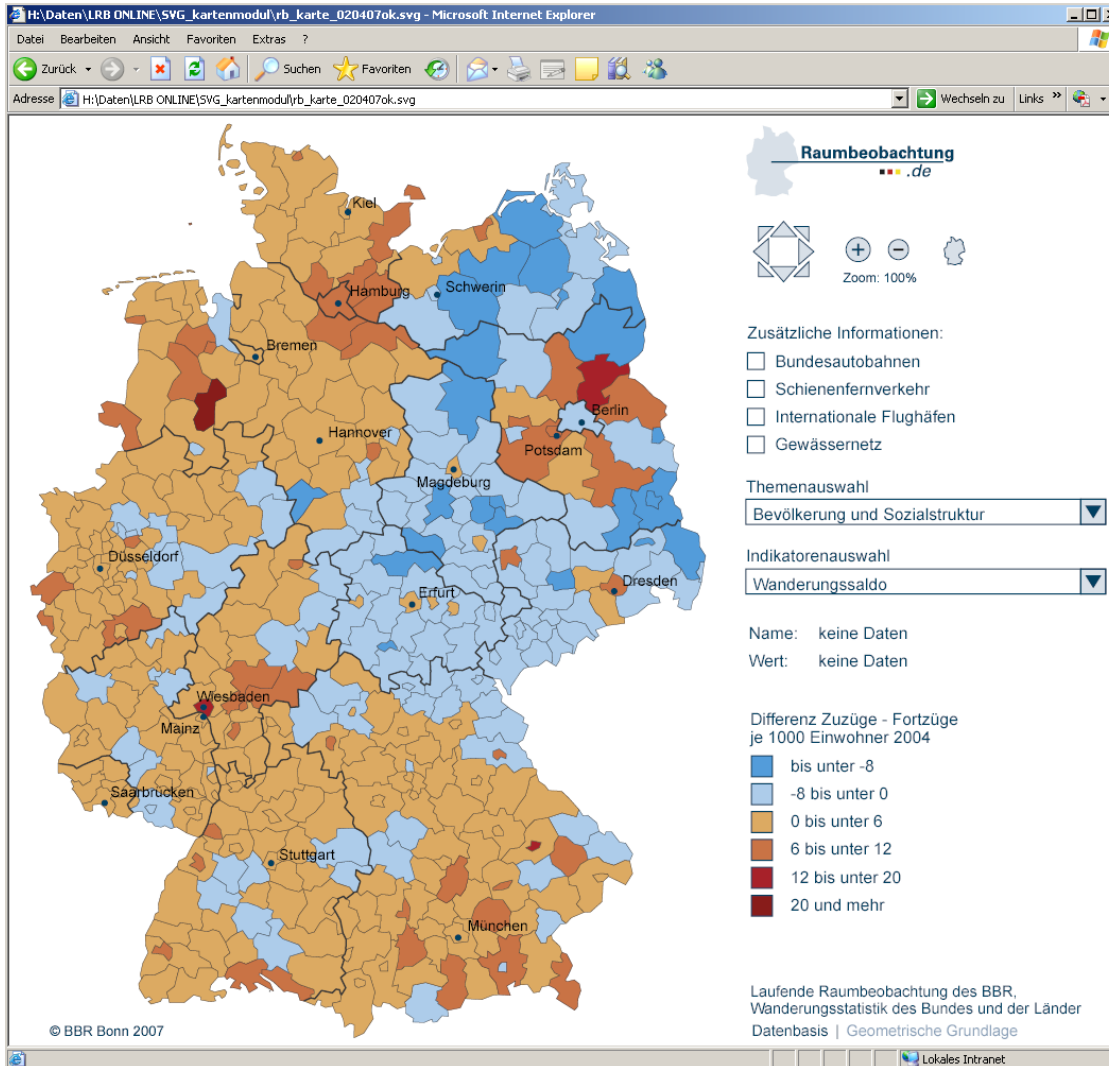 H:\Daten\LRB ONLINE\SVG_kartenmodul\rb_karte_020407ok.svg - Microsoft Internet Explorer
Datei Bearbeiten Ansicht Favoriten Extras ?
Zurück Suchen Favoriten
Adresse H:\Daten\LRB ONLINE\SVG_kartenmodul\rb_karte_020407ok.svg Wechseln zu Links »
Raumbeobachtung
.de
Zoom: 100%
Kiel
Hamburg
Schwerin
Bremen
Berlin
Hannover
Potsdam
Magdeburg
Düsseldorf
Dresden
Erfurt
Wiesbaden
Mainz
Saarbrücken
Stuttgart
München
Zusätzliche Informationen:
Bundesautobahnen
Schienenfernverkehr
Internationale Flughäfen
Gewässernetz
Themenauswahl
Bevölkerung und Sozialstruktur
Indikatorenauswahl
Wanderungssaldo
Name: keine Daten
Wert: keine Daten
Differenz Zuzüge - Fortzüge
je 1000 Einwohner 2004
bis unter -8
-8 bis unter 0
0 bis unter 6
6 bis unter 12
12 bis unter 20
20 und mehr
Laufende Raumbeobachtung des BBR,
Wanderungsstatistik des Bundes und der Länder
Datenbasis | Geometrische Grundlage
© BBR Bonn 2007
Lokales Intranet